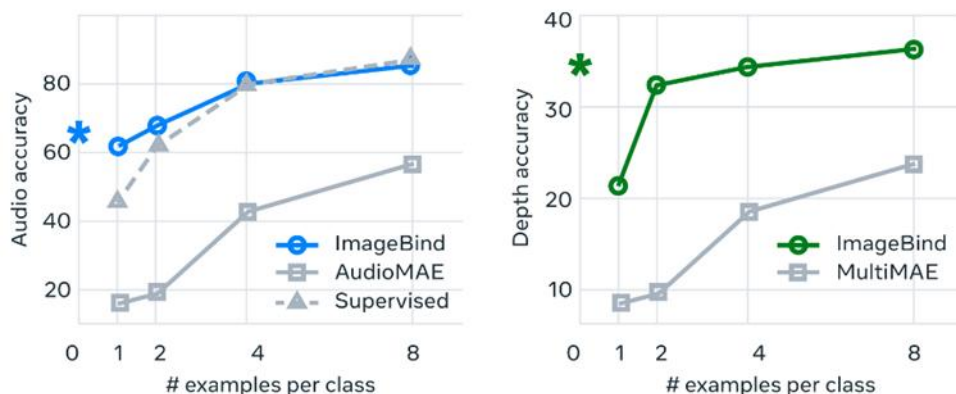 Audio accuracy
80
60
40
20
0
1
2
4
8
# examples per class
ImageBind
AudioMAE
Supervised
Depth accuracy
40
30
20
10
0
1
2
4
8
# examples per class
ImageBind
MultiMAE